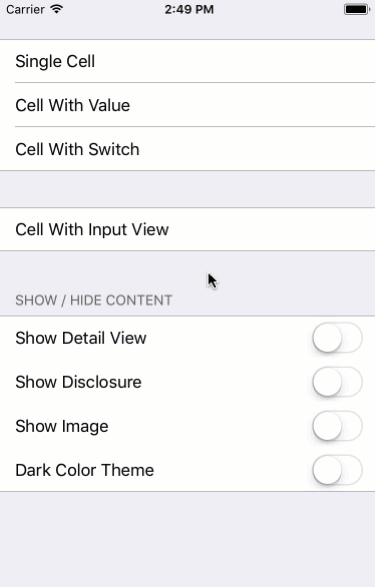 Carrier 2:49 PM
Single Cell
Cell With Value
Cell With Switch
Cell With Input View
SHOW / HIDE CONTENT
Show Detail View
Show Disclosure
Show Image
Dark Color Theme